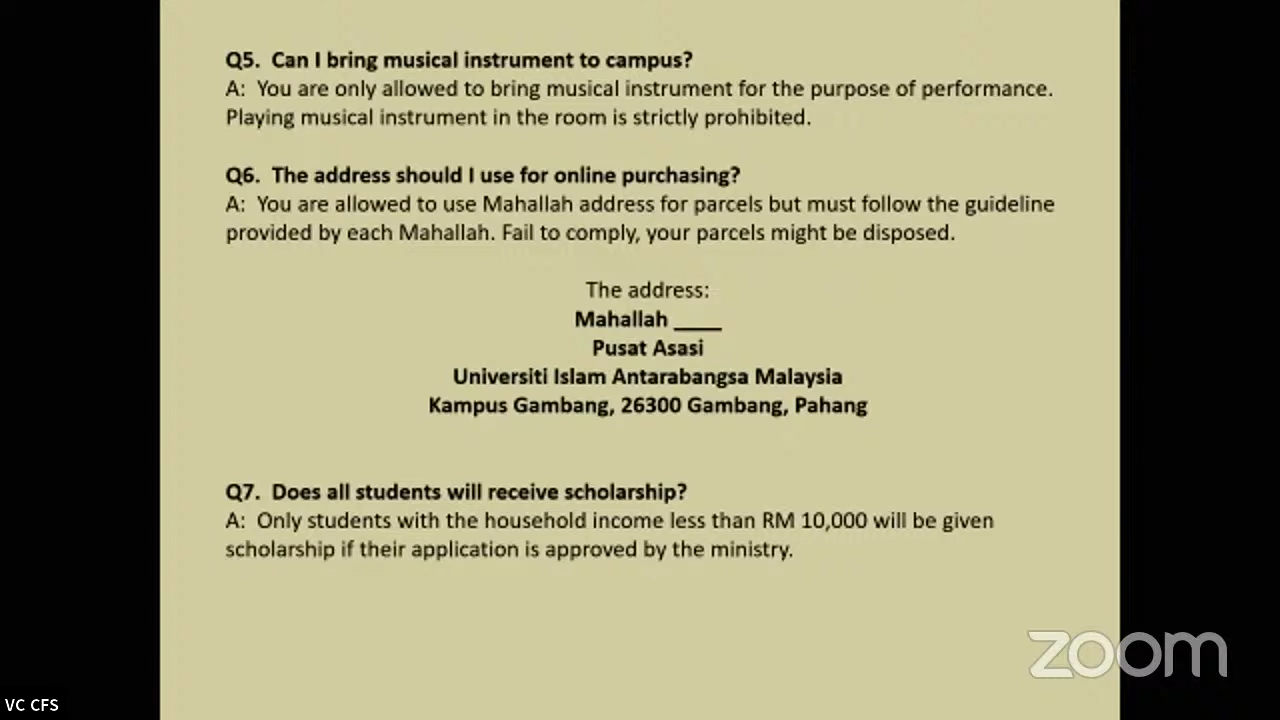 Q5. Can I bring musical instrument to campus?
A: You are only allowed to bring musical instrument for the purpose of performance.
Playing musical instrument in the room is strictly prohibited.
Q6. The address should I use for online purchasing?
A: You are allowed to use Mahallah address for parcels but must follow the guideline
provided by each Mahallah. Fail to comply, your parcels might be disposed.
The address:
Mahallah ____
Pusat Asasi
Universiti Islam Antarabangsa Malaysia
Kampus Gambang, 26300 Gambang, Pahang
Q7. Does all students will receive scholarship?
A: Only students with the household income less than RM 10,000 will be given
scholarship if their application is approved by the ministry.
zoom
VC CFS